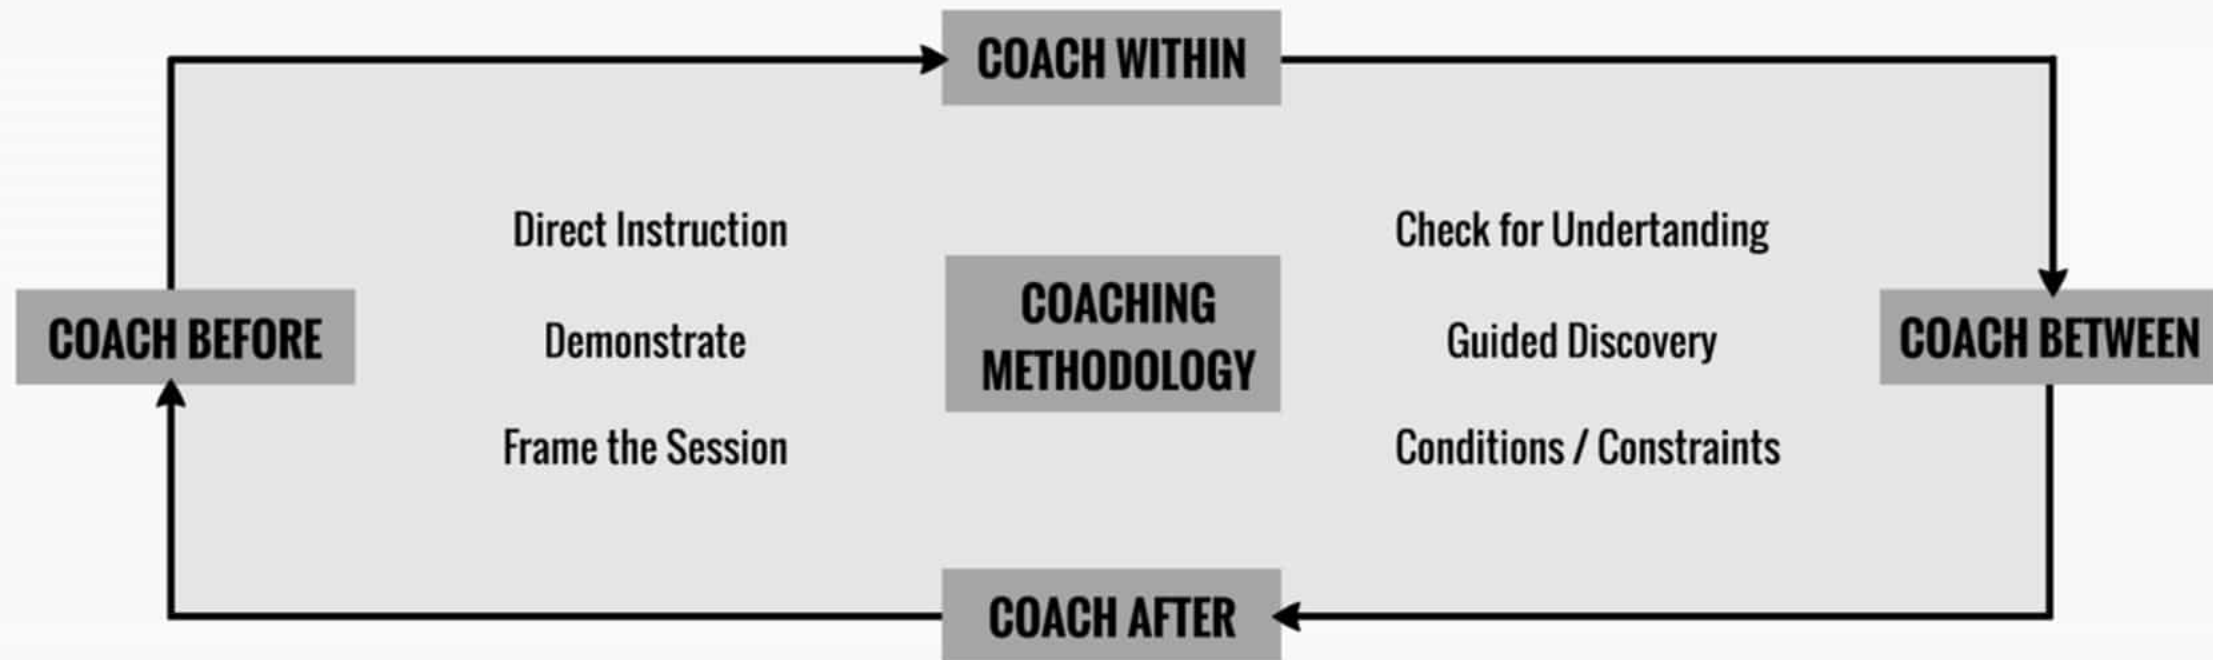 COACH WITHIN
Direct Instruction
Check for Undertanding
COACHING
METHODOLOGY
COACH BEFORE
Demonstrate
Guided Discovery
COACH BETWEEN
Frame the Session
Conditions / Constraints
COACH AFTER